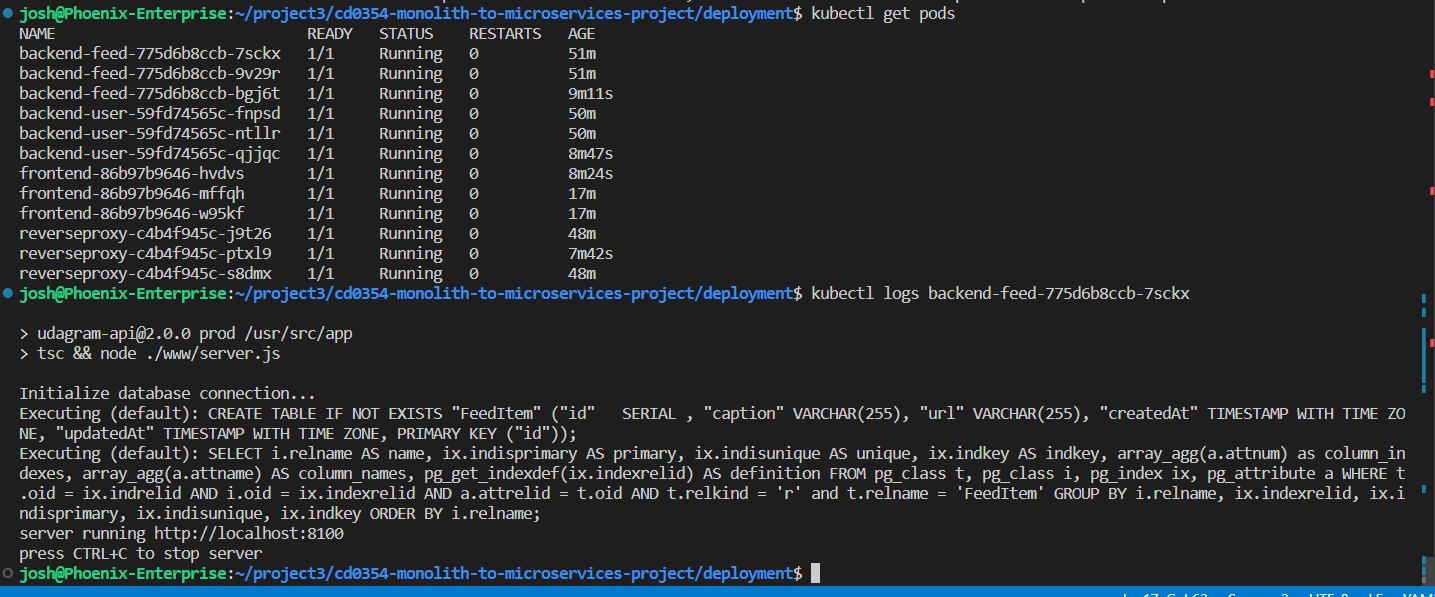 josh@Phoenix-Enterprise:~/project3/cd0354-monolith-to-microservices-project/deployment$ kubectl get pods
NAME READY STATUS RESTARTS AGE
backend-feed-775d6b8ccb-7sckx 1/1 Running 0 51m
backend-feed-775d6b8ccb-9v29r 1/1 Running 0 51m
backend-feed-775d6b8ccb-bgj6t 1/1 Running 0 9m11s
backend-user-59fd74565c-fnpsd 1/1 Running 0 50m
backend-user-59fd74565c-ntllr 1/1 Running 0 50m
backend-user-59fd74565c-qjjqc 1/1 Running 0 8m47s
frontend-86b97b9646-hvdvs 1/1 Running 0 8m24s
frontend-86b97b9646-mffqh 1/1 Running 0 17m
frontend-86b97b9646-w95kf 1/1 Running 0 17m
reverseproxy-c4b4f945c-j9t26 1/1 Running 0 48m
reverseproxy-c4b4f945c-ptxl9 1/1 Running 0 7m42s
reverseproxy-c4b4f945c-s8dmx 1/1 Running 0 48m
josh@Phoenix-Enterprise:~/project3/cd0354-monolith-to-microservices-project/deployment$ kubectl logs backend-feed-775d6b8ccb-7sckx
> udagram-api@2.0.0 prod /usr/src/app
> tsc && node ./www/server.js
Initialize database connection...
Executing (default): CREATE TABLE IF NOT EXISTS "FeedItem" ("id"   SERIAL , "caption" VARCHAR(255), "url" VARCHAR(255), "createdAt" TIMESTAMP WITH TIME ZO
NE, "updatedAt" TIMESTAMP WITH TIME ZONE, PRIMARY KEY ("id"));
Executing (default): SELECT i.relname AS name, ix.indisprimary AS primary, ix.indisunique AS unique, ix.indkey AS indkey, array_agg(a.attnum) as column_in
dexes, array_agg(a.attname) AS column_names, pg_get_indexdef(ix.indexrelid) AS definition FROM pg_class t, pg_class i, pg_index ix, pg_attribute a WHERE t
.oid = ix.indrelid AND i.oid = ix.indexrelid AND a.attrelid = t.oid AND t.relkind = 'r' and t.relname = 'FeedItem' GROUP BY i.relname, ix.indexrelid, ix.i
ndisprimary, ix.indisunique, ix.indkey ORDER BY i.relname;
server running http://localhost:8100
press CTRL+C to stop server
josh@Phoenix-Enterprise:~/project3/cd0354-monolith-to-microservices-project/deployment$